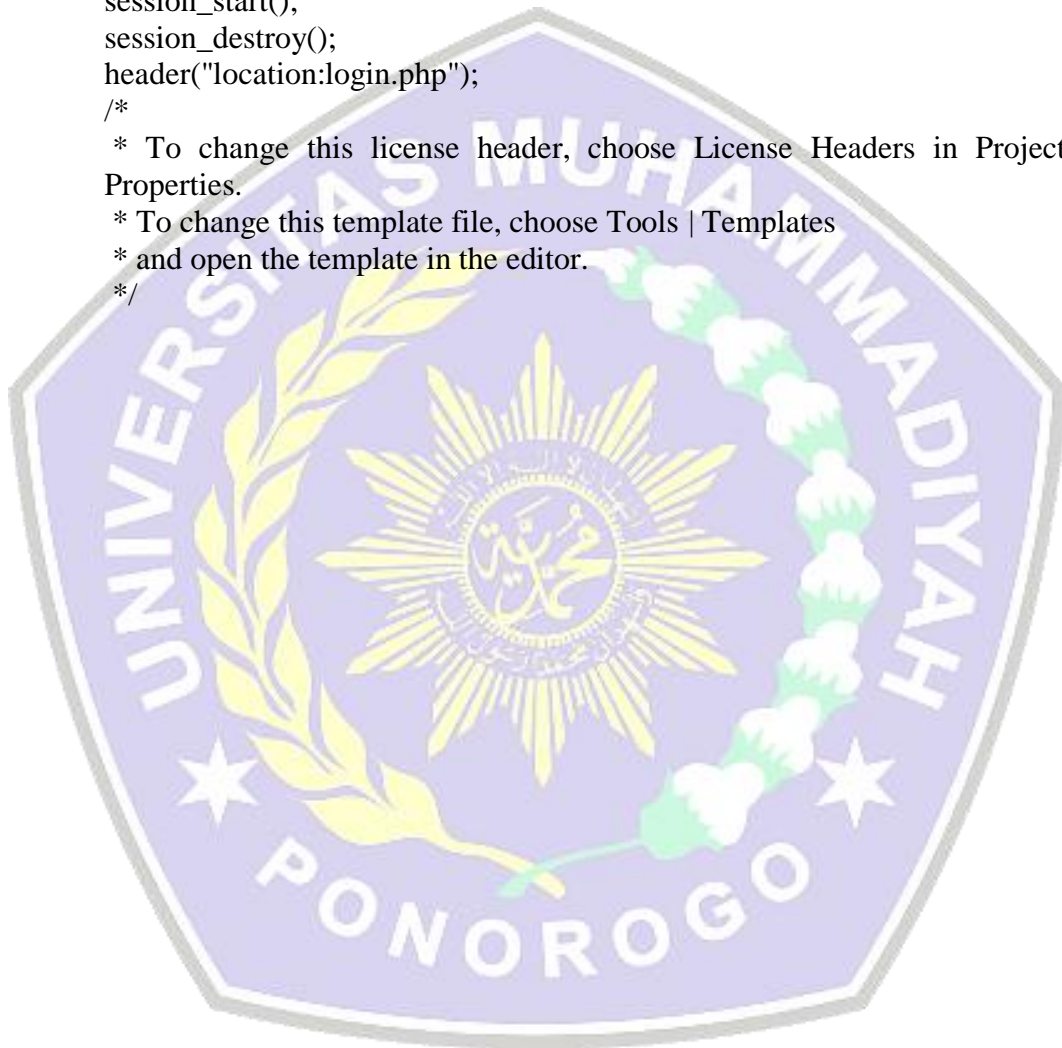 session_start();
session_destroy();
header("location:login.php");
/*
 * To change this license header, choose License Headers in Project
Properties.
 * To change this template file, choose Tools | Templates
 * and open the template in the editor.
 */
UNIVERSITAS MUHAMMADIYAH
PONOROGO